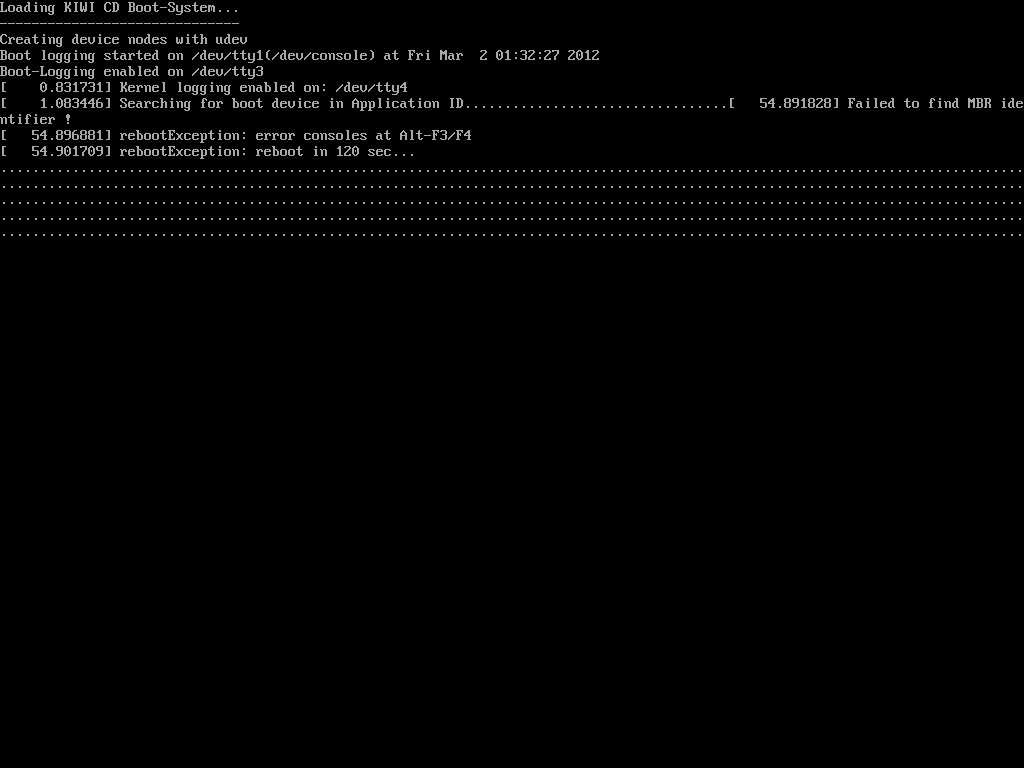 Loading KIWI CD Boot-System...
------------------------------
Creating device nodes with udev
Boot logging started on /dev/tty1(/dev/console) at Fri Mar  2 01:32:27 2012
Boot-Logging enabled on /dev/tty3
[    0.831731] Kernel logging enabled on: /dev/tty4
[    1.083446] Searching for boot device in Application ID.................................[   54.891828] Failed to find MBR ide
ntifier !
[   54.896881] rebootException: error consoles at Alt-F3/F4
[   54.901709] rebootException: reboot in 120 sec...
................................................................................................................................
................................................................................................................................
................................................................................................................................
................................................................................................................................
................................................................................................................................